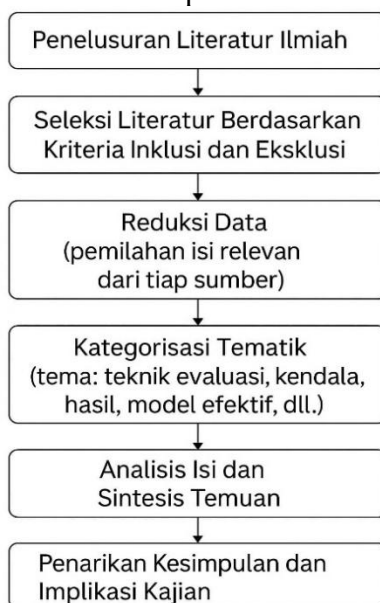 Penelusuran Literatur Ilmiah
Seleksi Literatur Berdasarkan
Kriteria Inklusi dan Eksklusi
Reduksi Data
(pemilahan isi relevan
dari tiap sumber)
Kategorisasi Tematik
(tema: teknik evaluasi, kendala,
hasil, model efektif, dll.)
Analisis Isi dan
Sintesis Temuan
Penarikan Kesimpulan dan
Implikasi Kajian